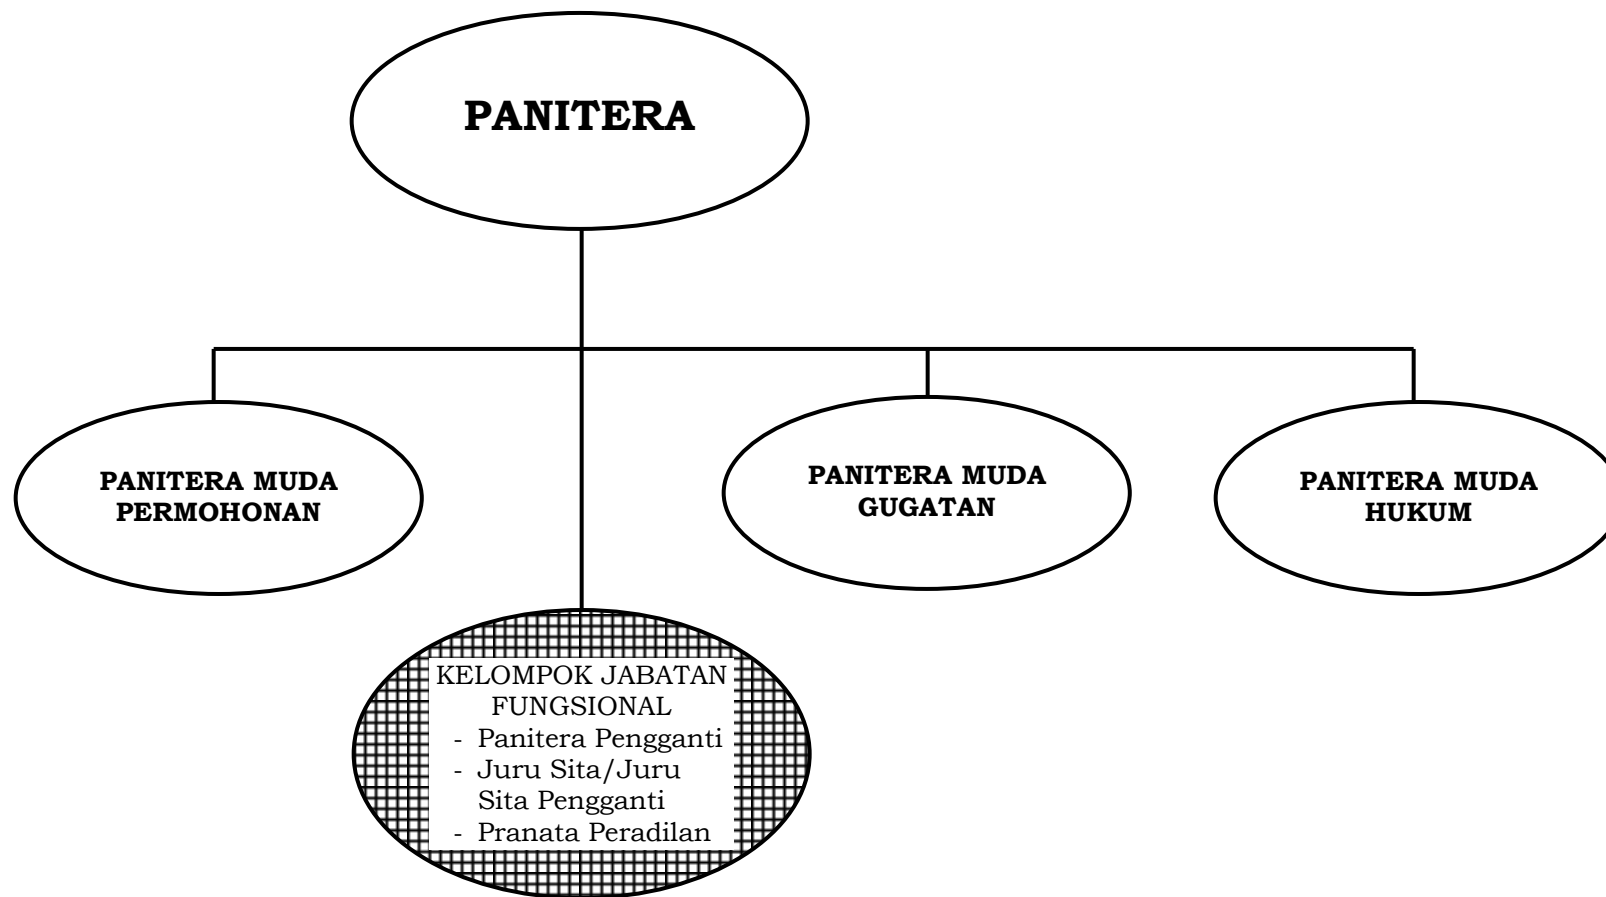 PANITERA
PANITERA MUDA
PERMOHONAN
PANITERA MUDA
GUGATAN
PANITERA MUDA
HUKUM
KELOMPOK JABATAN
FUNGSIONAL
- Panitera Pengganti
- Juru Sita/Juru
Sita Pengganti
- Pranata Peradilan